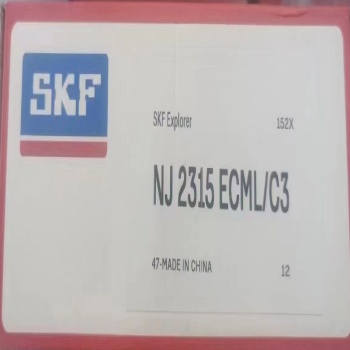 SKF
SKF Explorer 152X
NJ 2315 ECML/C3
47-MADE IN CHINA 12